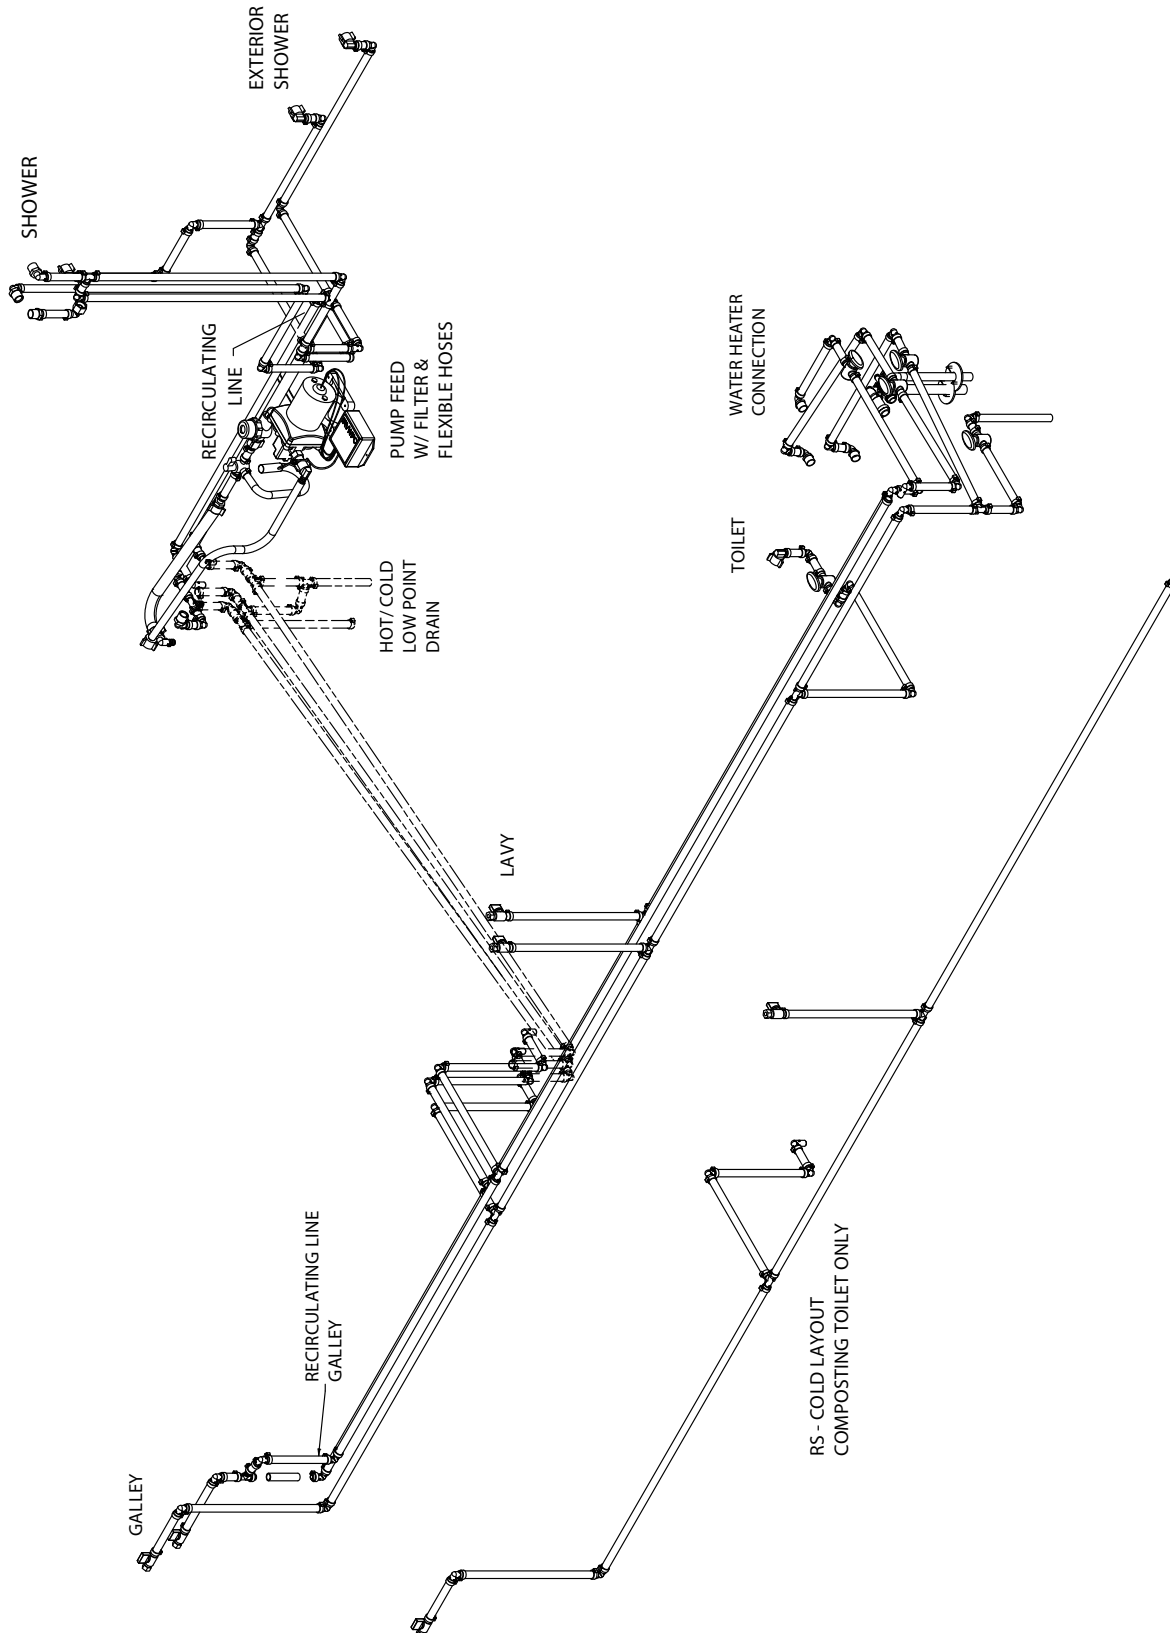 EXTERIOR
SHOWER
SHOWER
RECIRCULATING
LINE
PUMP FEED
W/ FILTER &
FLEXIBLE HOSES
WATER HEATER
CONNECTION
HOT/ COLD
LOW POINT
DRAIN
TOILET
LAVY
RECIRCULATING LINE
GALLEY
GALLEY
RS - COLD LAYOUT
COMPOSTING TOILET ONLY